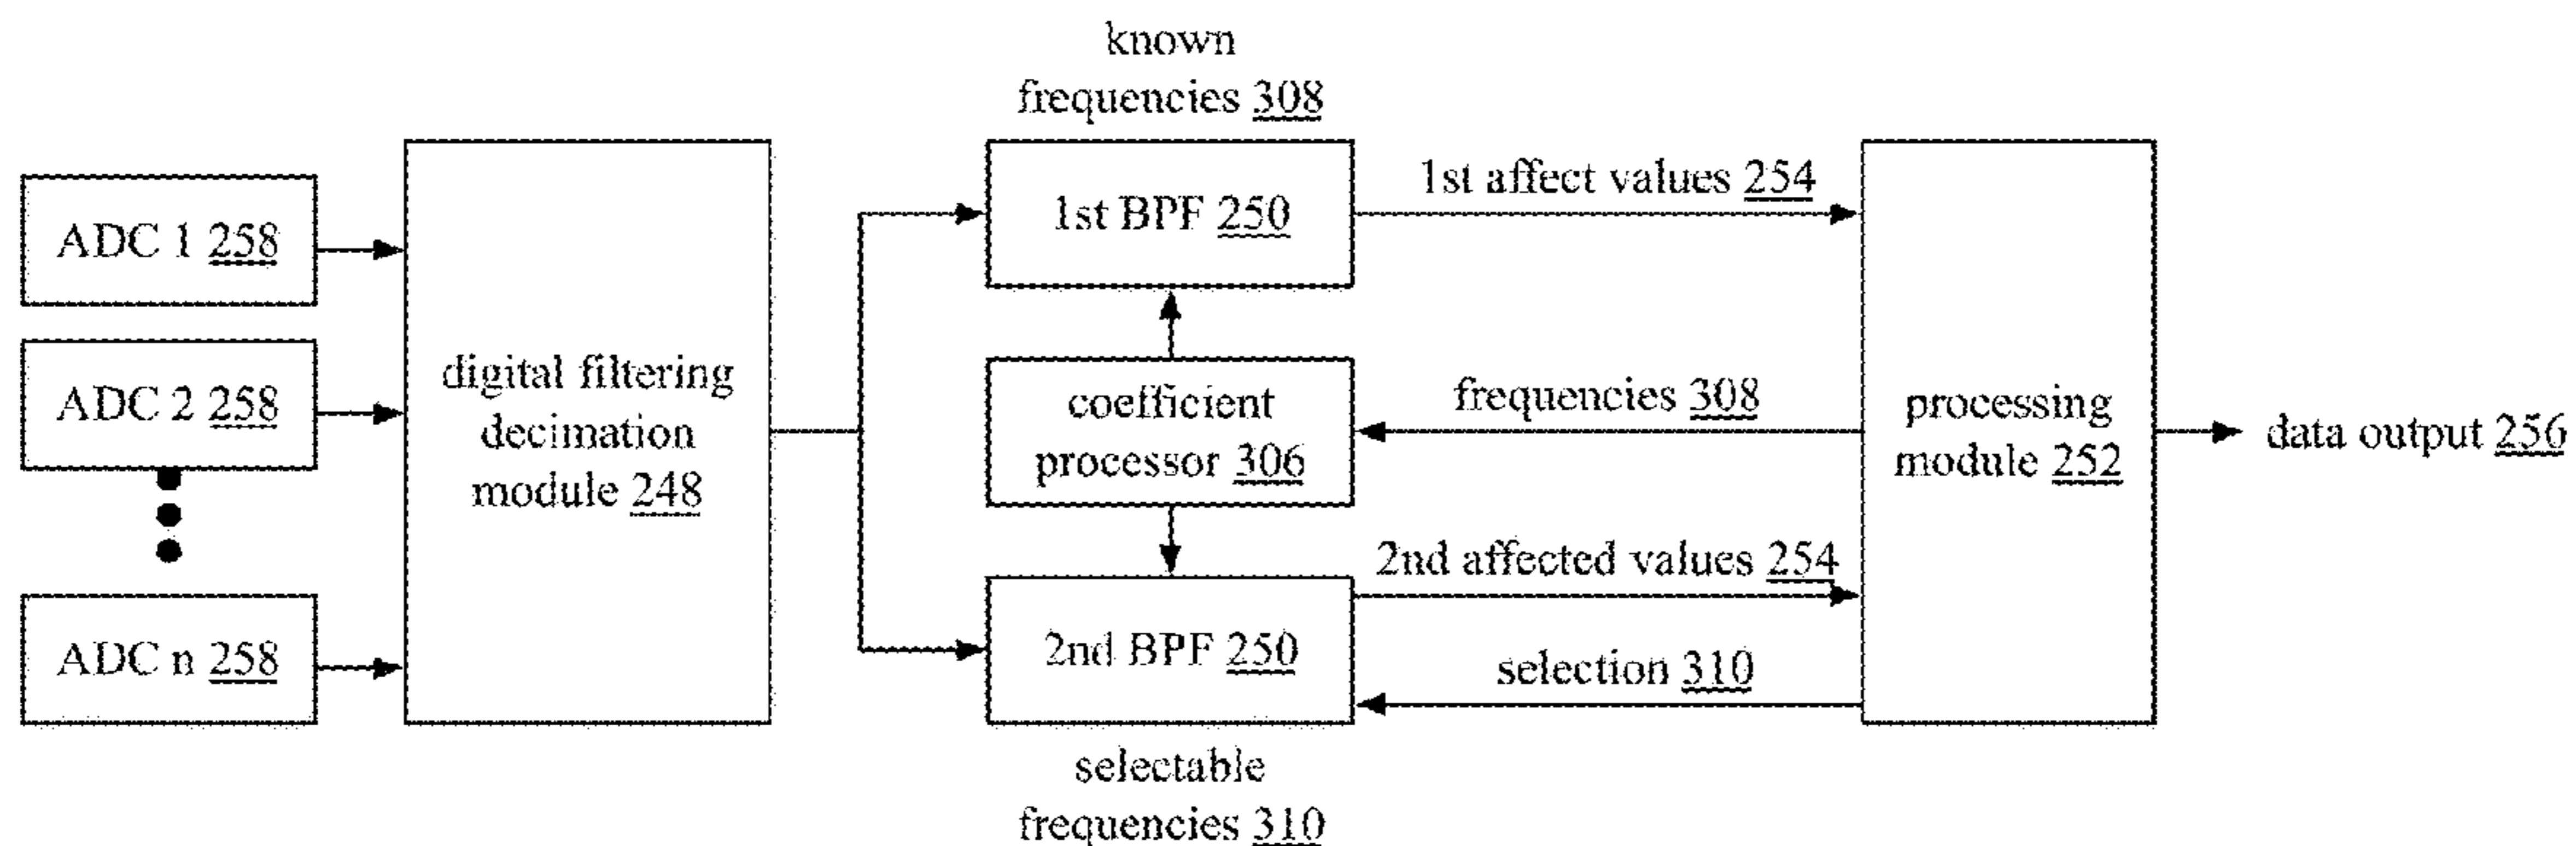 known
frequencies 308
ADC 1 258
ADC 2 258
ADC n 258
digital filtering
decimation
module 248
1st BPF 250
coefficient
processor 306
2nd BPF 250
selectable
frequencies 310
1st affect values 254
frequencies 308
2nd affected values 254
selection 310
processing
module 252
data output 256